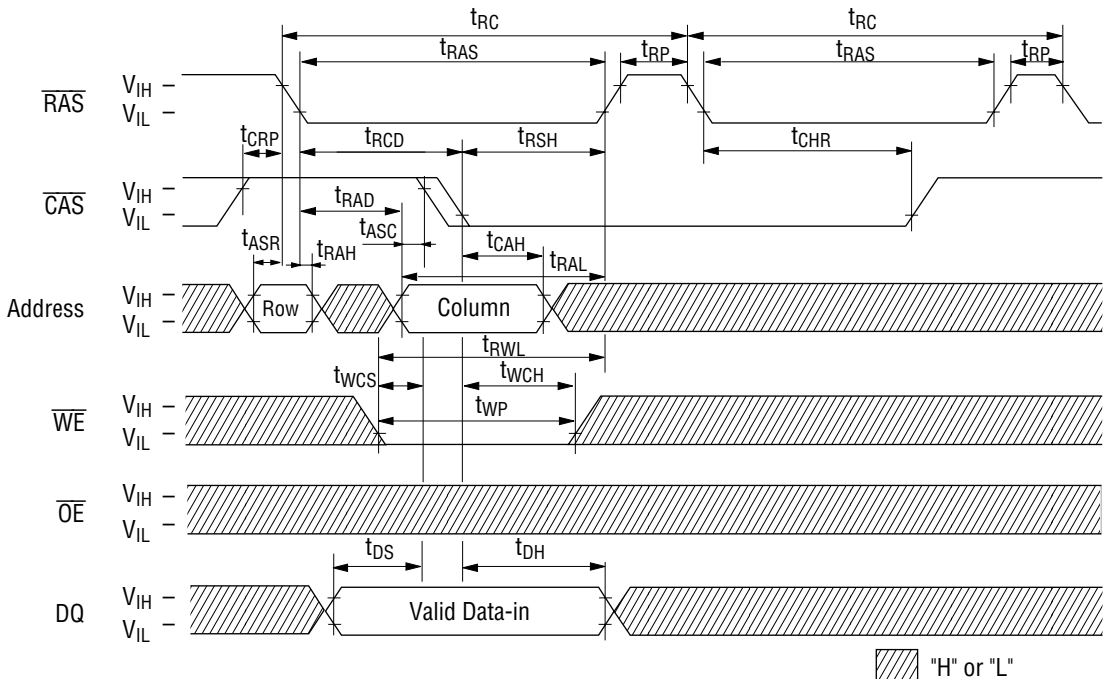 tRC tRC
tRAS tRP tRAS tRP
RAS VIH –
VIL –
tCRP tRCD tRSH tCHR
CAS VIH –
VIL –
tRAD
tASC
tASR tRAH tCAH
tRAL
Address VIH –
VIL –
Row Column
tRWL
tWCS tWCH
tWP
WE VIH –
VIL –
OE VIH –
VIL –
tDS tDH
DQ VIH –
VIL –
Valid Data-in
"H" or "L"